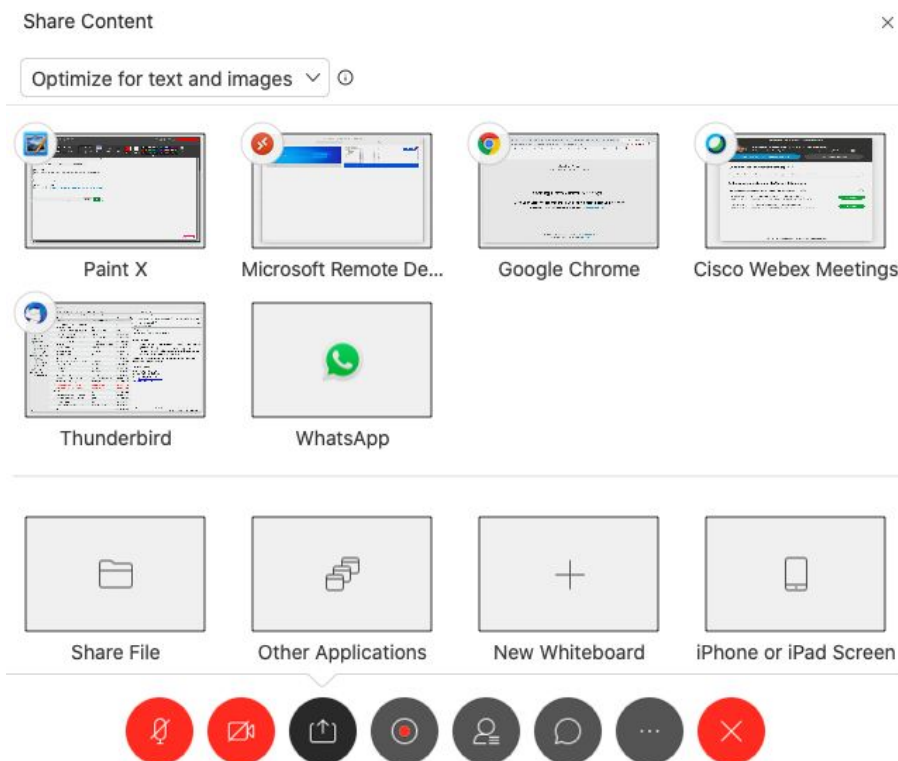 Share Content
Optimize for text and images
Paint X
Microsoft Remote De...
Google Chrome
Cisco Webex Meetings
Thunderbird
WhatsApp
Share File
Other Applications
New Whiteboard
iPhone or iPad Screen